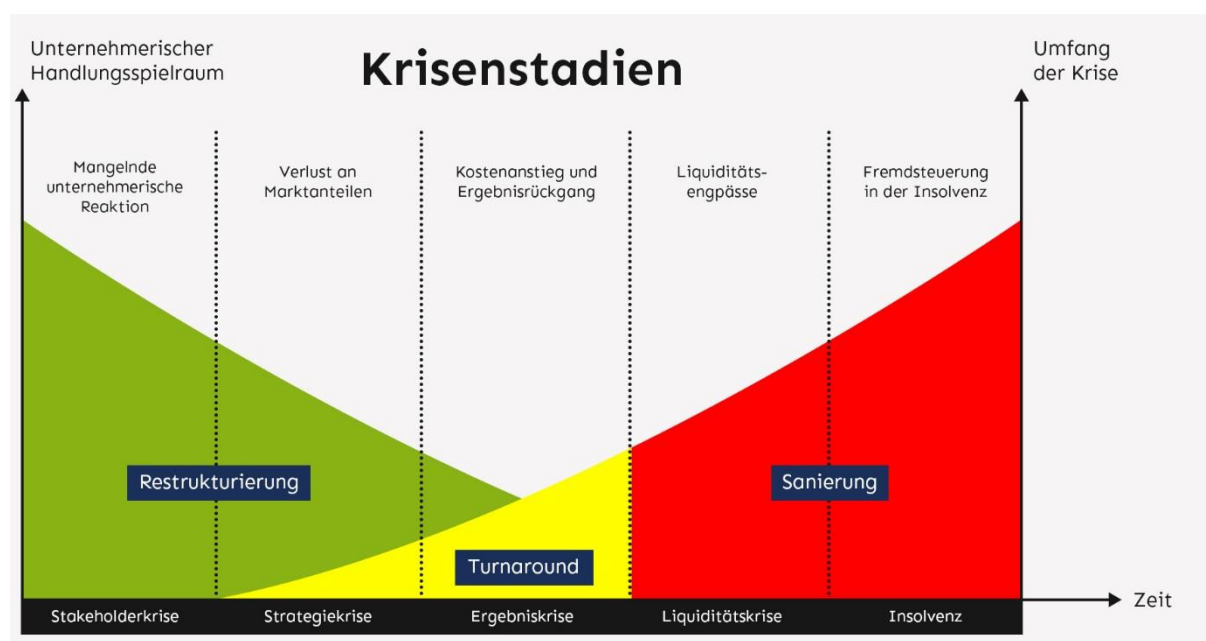 Unternehmerischer
Handlungsspielraum
Krisenstadien
Umfang
der Krise
Mangelnde
unternehmerische
Reaktion
Verlust an
Marktanteilen
Kostenanstieg und
Ergebnisrückgang
Liquiditäts-
engpässe
Fremdsteuerung
in der Insolvenz
Restrukturierung
Sanierung
Turnaround
Zeit
Stakeholderkrise
Strategiekrise
Ergebniskrise
Liquiditätskrise
Insolvenz